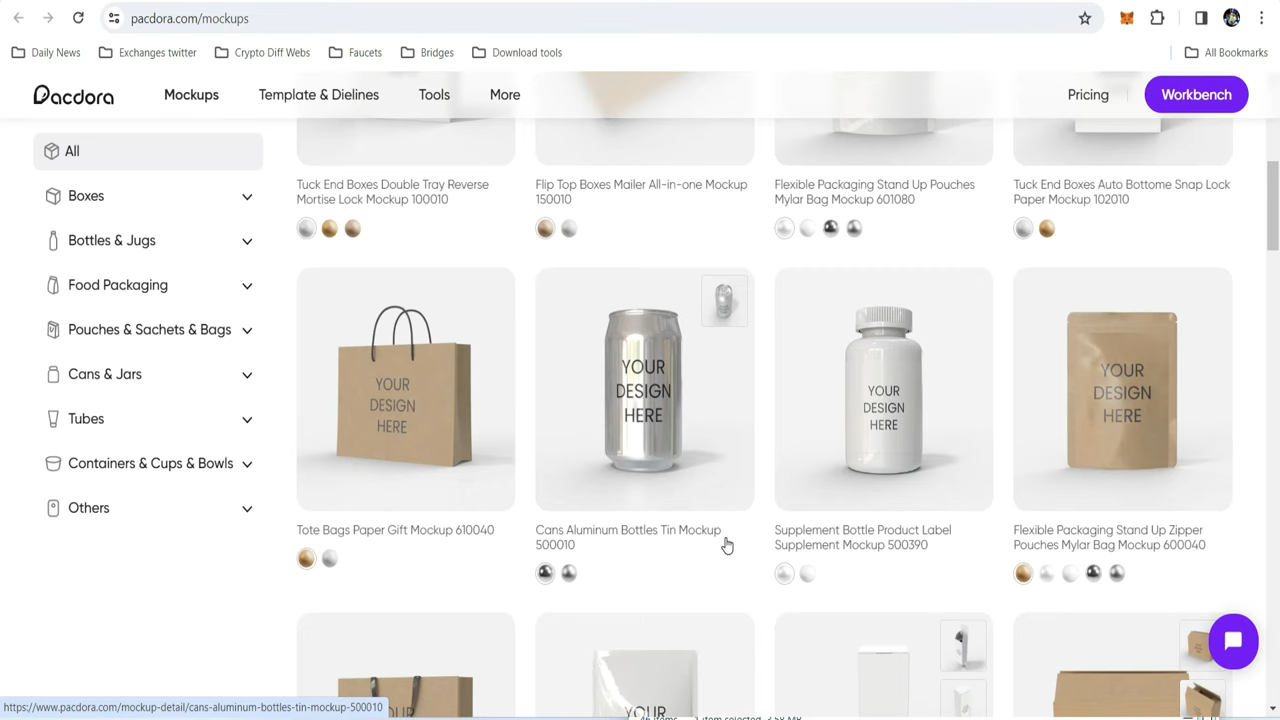 pacdora.com/mockups
Daily News
Exchanges twitter
Crypto Diff Webs
Faucets
Bridges
Download tools
All Bookmarks
Pacdora
Mockups
Template & Dielines
Tools
More
Pricing
Workbench
All
Boxes
Bottles & Jugs
Food Packaging
Pouches & Sachets & Bags
Cans & Jars
Tubes
Containers & Cups & Bowls
Others
Tuck End Boxes Double Tray Reverse
Mortise Lock Mockup 100010
Flip Top Boxes Mailer All-in-one Mockup
150010
Flexible Packaging Stand Up Pouches
Mylar Bag Mockup 601080
Tuck End Boxes Auto Bottome Snap Lock
Paper Mockup 102010
YOUR
DESIGN
HERE
YOUR
DESIGN
HERE
YOUR
DESIGN
HERE
YOUR
DESIGN
HERE
Tote Bags Paper Gift Mockup 610040
Cans Aluminum Bottles Tin Mockup
500010
Supplement Bottle Product Label
Supplement Mockup 500390
Flexible Packaging Stand Up Zipper
Pouches Mylar Bag Mockup 600040
YOUR
https://www.pacdora.com/mockup-detail/cans-aluminum-bottles-tin-mockup-500010